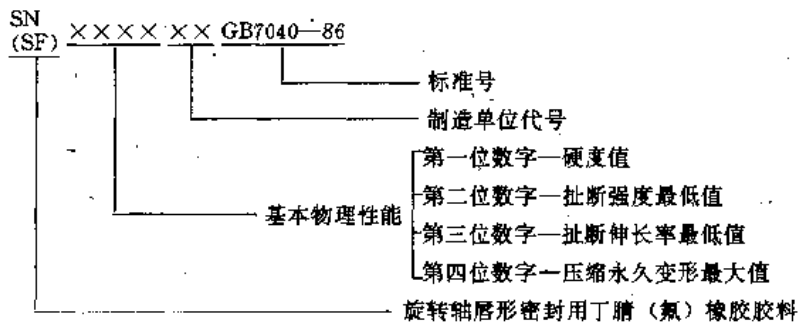 SN
(SF) ×××× ×× GB7040—86
标准号
制造单位代号
第一位数字—硬度值
第二位数字—扯断强度最低值
基本物理性能
第三位数字—扯断伸长率最低值
第四位数字—压缩永久变形最大值
旋转轴唇形密封用丁腈（氟）橡胶胶料